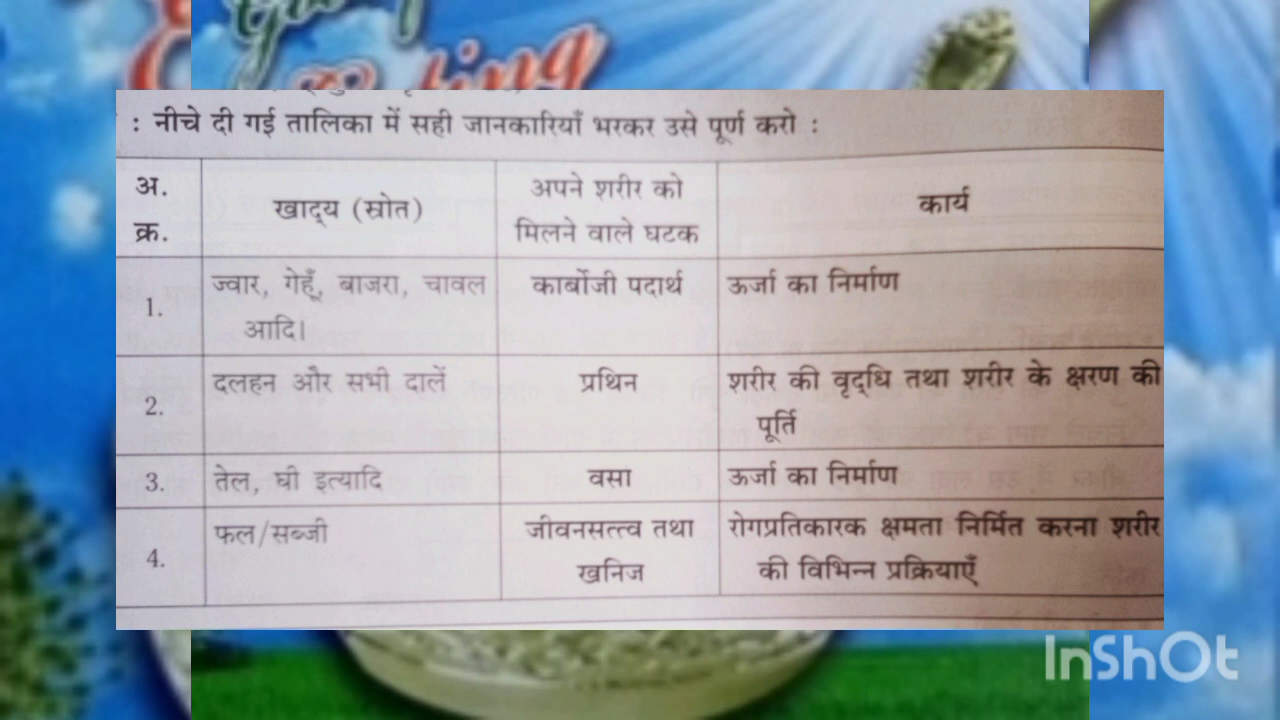 : नीचे दी गई तालिका में सही जानकारियाँ भरकर उसे पूर्ण करो :
अ. क्र. खाद्य (स्रोत) अपने शरीर को मिलने वाले घटक कार्य
1. ज्वार, गेहूँ, बाजरा, चावल आदि। कार्बोजी पदार्थ ऊर्जा का निर्माण
2. दलहन और सभी दालें प्रथिन शरीर की वृद्धि तथा शरीर के क्षरण की पूर्ति
3. तेल, घी इत्यादि वसा ऊर्जा का निर्माण
4. फल/सब्जी जीवनसत्त्व तथा खनिज रोगप्रतिकारक क्षमता निर्मित करना शरीर की विभिन्न प्रक्रियाएँ
InShOt